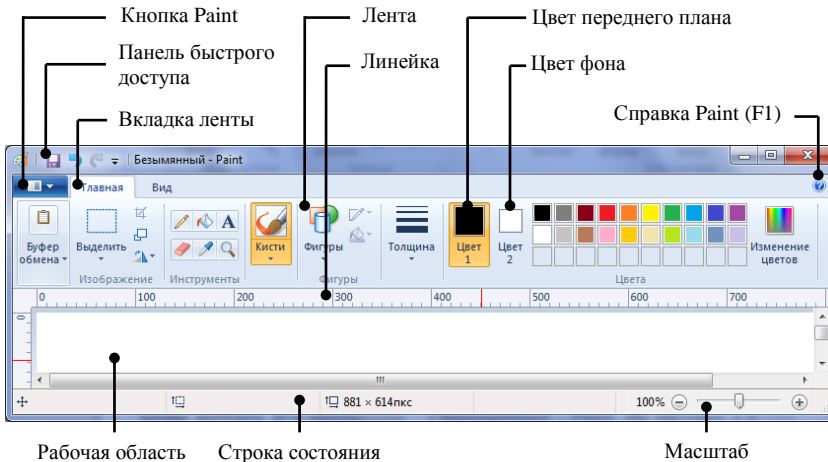 Кнопка Paint
Лента
Цвет переднего плана
Панель быстрого
доступа
Линейка
Цвет фона
Вкладка ленты
Справка Paint (F1)
Безымянный - Paint
Главная
Вид
A
Буфер
обмена
Выделить
Кисти
Фигуры
Толщина
Цвет
1
Цвет
2
Изменение
цветов
Изображение
Инструменты
Фигуры
Цвета
0 100 200 300 400 500 600 700
0
881 × 614пкс
100%
Рабочая область
Строка состояния
Масштаб